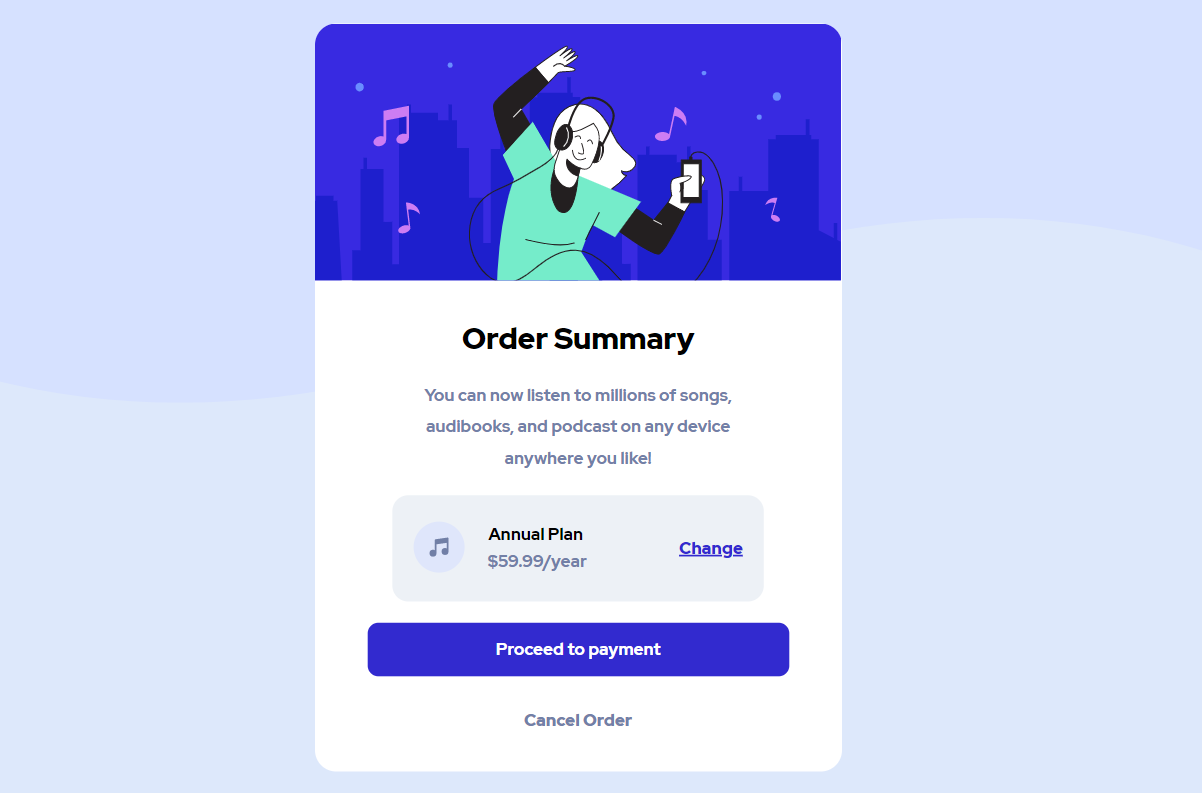 Order Summary
You can now listen to millions of songs,
audibooks, and podcast on any device
anywhere you like!
Annual Plan
$59.99/year
Change
Proceed to payment
Cancel Order